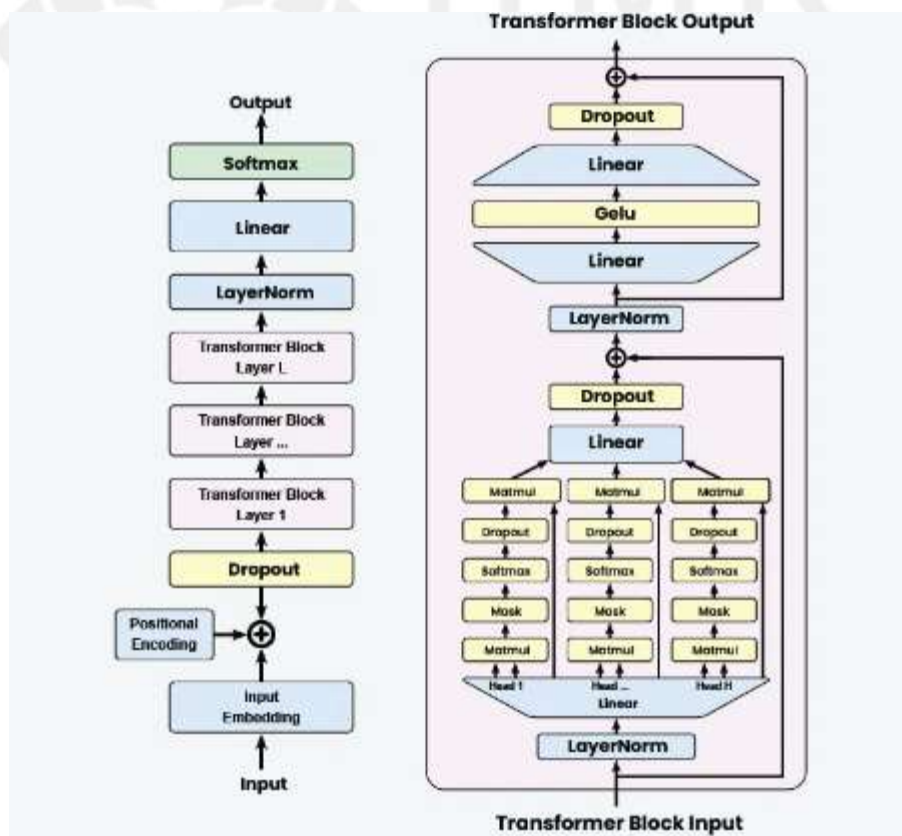 Output
Softmax
Linear
LayerNorm
Transformer Block
Layer L
Transformer Block
Layer ...
Transformer Block
Layer 1
Dropout
Positional
Encoding
Input
Embedding
Input
Transformer Block Output
Dropout
Linear
Gelu
Linear
LayerNorm
Dropout
Linear
Matmul Matmul Matmul
Dropout Dropout Dropout
Softmax Softmax Softmax
Mask Mask Mask
Matmul Matmul Matmul
Head 1 Head ... Head H
Linear
LayerNorm
Transformer Block Input